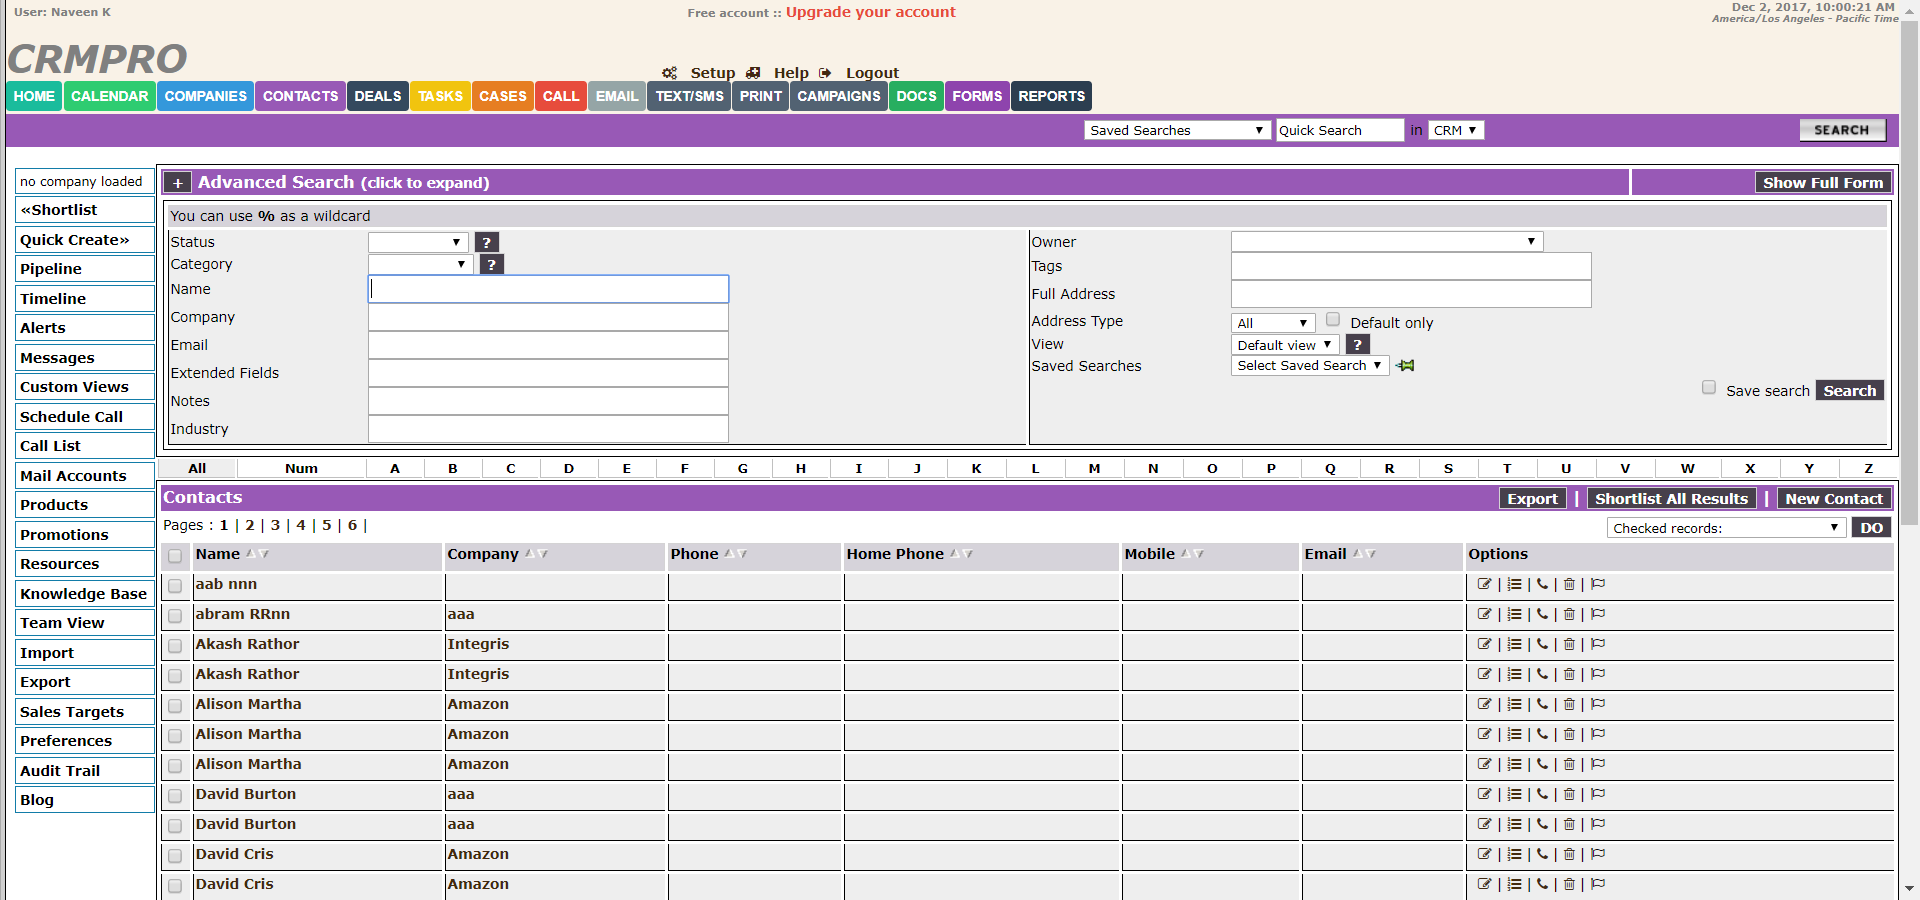 User: Naveen K
Free account :: Upgrade your account
Dec 2, 2017, 10:00:21 AM
America/Los Angeles - Pacific Time
CRMPRO
Setup Help Logout
HOME CALENDAR COMPANIES CONTACTS DEALS TASKS CASES CALL EMAIL TEXT/SMS PRINT CAMPAIGNS DOCS FORMS REPORTS
Saved Searches Quick Search in CRM SEARCH
no company loaded
«Shortlist
Quick Create»
Pipeline
Timeline
Alerts
Messages
Custom Views
Schedule Call
Call List
Mail Accounts
Products
Promotions
Resources
Knowledge Base
Team View
Import
Export
Sales Targets
Preferences
Audit Trail
Blog
+ Advanced Search (click to expand) Show Full Form
You can use % as a wildcard
Status ?
Category ?
Name
Company
Email
Extended Fields
Notes
Industry
Owner
Tags
Full Address
Address Type All Default only
View Default view ?
Saved Searches Select Saved Search
Save search Search
All Num A B C D E F G H I J K L M N O P Q R S T U V W X Y Z
Contacts Export | Shortlist All Results | New Contact
Pages : 1 | 2 | 3 | 4 | 5 | 6 |
Checked records: DO
Name Company Phone Home Phone Mobile Email Options
aab nnn | | | |
abram RRnn aaa | | | |
Akash Rathor Integris | | | |
Akash Rathor Integris | | | |
Alison Martha Amazon | | | |
Alison Martha Amazon | | | |
Alison Martha Amazon | | | |
David Burton aaa | | | |
David Burton aaa | | | |
David Cris Amazon | | | |
David Cris Amazon | | | |